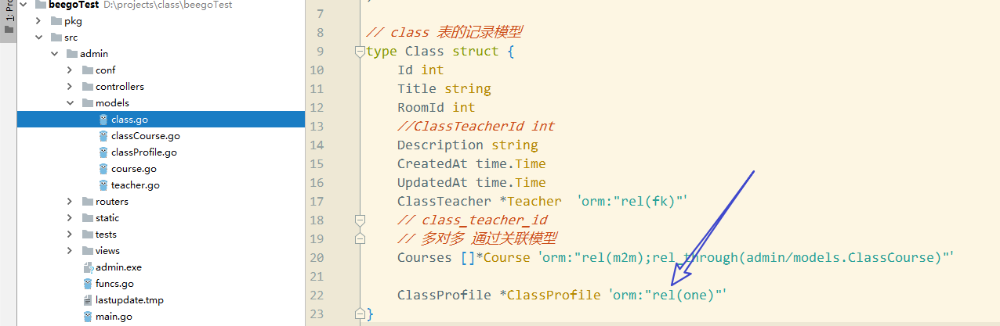 1: Pro
beegoTest D:\projects\class\beegoTest
pkg
src
admin
conf
controllers
models
class.go
classCourse.go
classProfile.go
course.go
teacher.go
routers
static
tests
views
admin.exe
funcs.go
lastupdate.tmp
main.go
7
8 // class 表的记录模型
9 type Class struct {
10 Id int
11 Title string
12 RoomId int
13 //ClassTeacherId int
14 Description string
15 CreatedAt time.Time
16 UpdatedAt time.Time
17 ClassTeacher *Teacher 'orm:"rel(fk)"'
18 // class_teacher_id
19 // 多对多 通过关联模型
20 Courses []*Course 'orm:"rel(m2m);rel_through(admin/models.ClassCourse)"'
21
22 ClassProfile *ClassProfile 'orm:"rel(one)"'
23 }